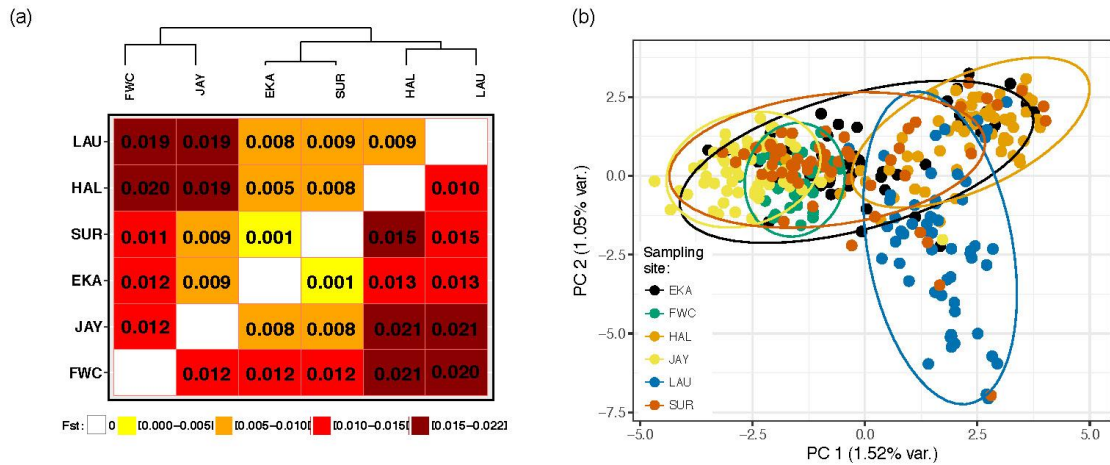 (a)
FWC JAY EKA SUR HAL LAU
LAU 0.019 0.019 0.008 0.009 0.009
HAL 0.020 0.019 0.005 0.008 0.010
SUR 0.011 0.009 0.001 0.015 0.015
EKA 0.012 0.009 0.001 0.013 0.013
JAY 0.012 0.008 0.008 0.021 0.021
FWC 0.012 0.012 0.012 0.021 0.020
Fst: 0 [0.000–0.005[ [0.005–0.010[ [0.010–0.015[ [0.015–0.022]
(b)
PC 2 (1.05% var.)
2.5
0.0
−2.5
−5.0
−7.5
Sampling
site:
EKA
FWC
HAL
JAY
LAU
SUR
−5.0 −2.5 0.0 2.5 5.0
PC 1 (1.52% var.)